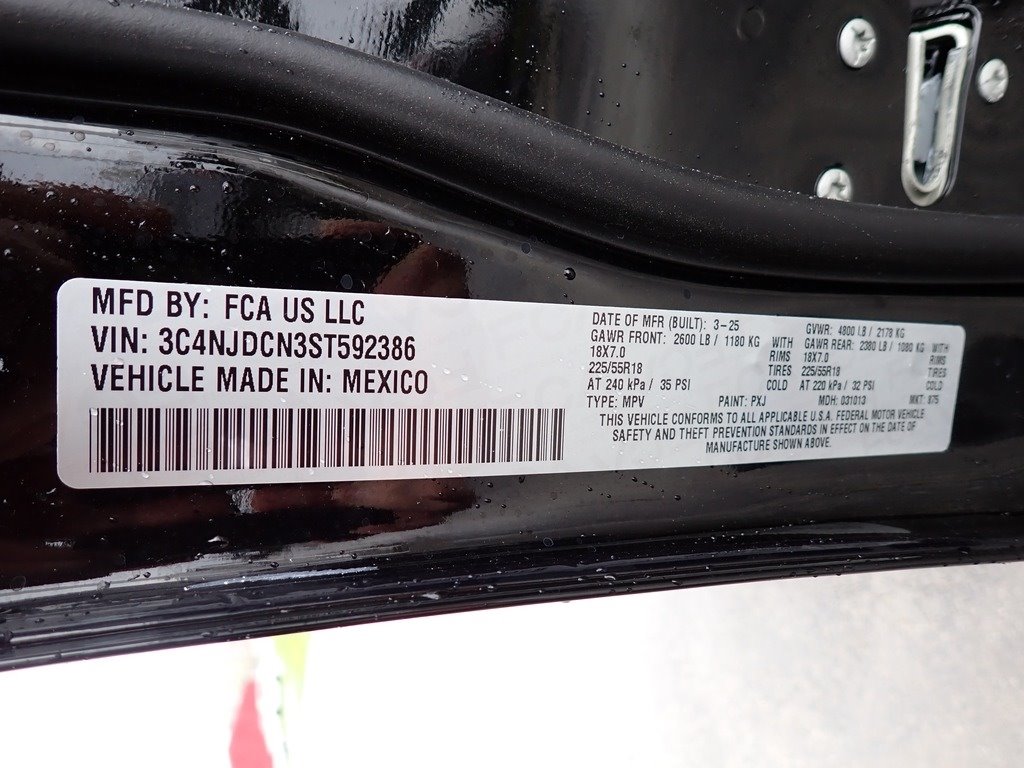 MFD BY: FCA US LLC
VIN: 3C4NJDCN3ST592386
VEHICLE MADE IN: MEXICO
DATE OF MFR (BUILT): 3-25 GVWR: 4800 LB / 2178 KG
GAWR FRONT: 2600 LB / 1180 KG WITH GAWR REAR: 2380 LB / 1080 KG WITH
18X7.0 RIMS 18X7.0 RIMS
225/55R18 TIRES 225/55R18 TIRES
AT 240 kPa / 35 PSI COLD AT 220 kPa / 32 PSI COLD
TYPE: MPV PAINT: PXJ MDH: 031013 MKT: 875
THIS VEHICLE CONFORMS TO ALL APPLICABLE U.S.A. FEDERAL MOTOR VEHICLE
SAFETY AND THEFT PREVENTION STANDARDS IN EFFECT ON THE DATE OF
MANUFACTURE SHOWN ABOVE.